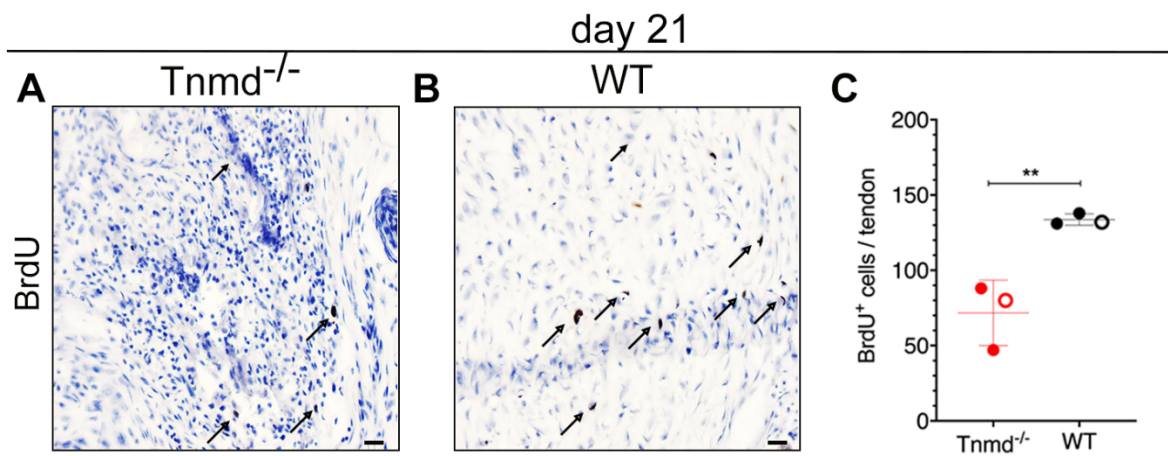 day 21
A Tnmd-/- B WT C
BrdU
BrdU+ cells / tendon
200
**
150
100
50
0
Tnmd-/- WT